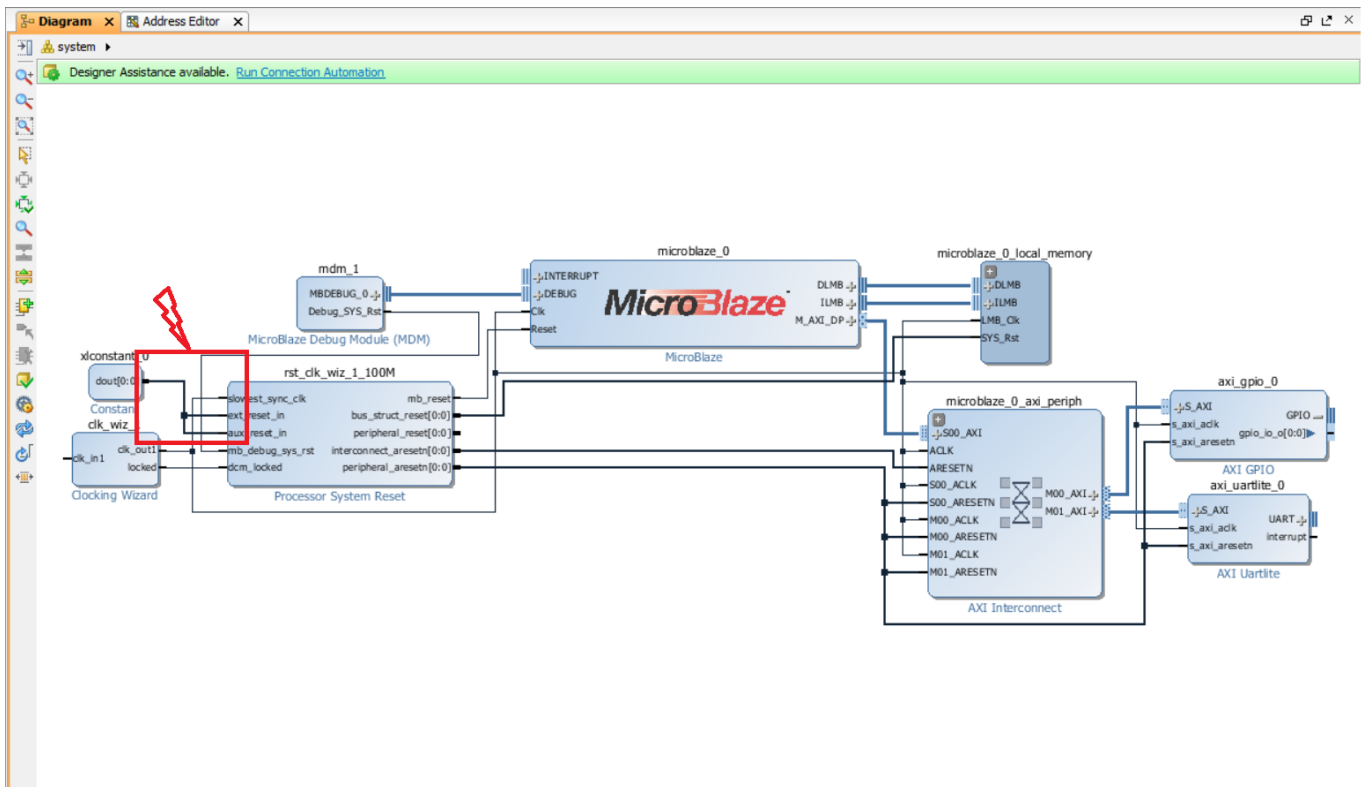 Diagram
Address Editor
system
Designer Assistance available. Run Connection Automation
mdm_1
MBDEBUG_0
Debug_SYS_Rst
MicroBlaze Debug Module (MDM)
microblaze_0
INTERRUPT
DEBUG
Clk
Reset
MicroBlaze
DLMB
ILMB
M_AXI_DP
MicroBlaze
microblaze_0_local_memory
DLMB
ILMB
LMB_Clk
SYS_Rst
xlconstant_0
dout[0:0]
Constant
clk_wiz_1
clk_in1
clk_out1
locked
Clocking Wizard
rst_clk_wiz_1_100M
slowest_sync_clk
ext_reset_in
aux_reset_in
mb_debug_sys_rst
dcm_locked
mb_reset
bus_struct_reset[0:0]
peripheral_reset[0:0]
interconnect_aresetn[0:0]
peripheral_aresetn[0:0]
Processor System Reset
microblaze_0_axi_periph
S00_AXI
ACLK
ARESETN
S00_ACLK
S00_ARESETN
M00_ACLK
M00_ARESETN
M01_ACLK
M01_ARESETN
M00_AXI
M01_AXI
AXI Interconnect
axi_gpio_0
S_AXI
s_axi_aclk
s_axi_aresetn
GPIO
gpio_io_o[0:0]
AXI GPIO
axi_uartlite_0
S_AXI
s_axi_aclk
s_axi_aresetn
UART
interrupt
AXI Uartlite